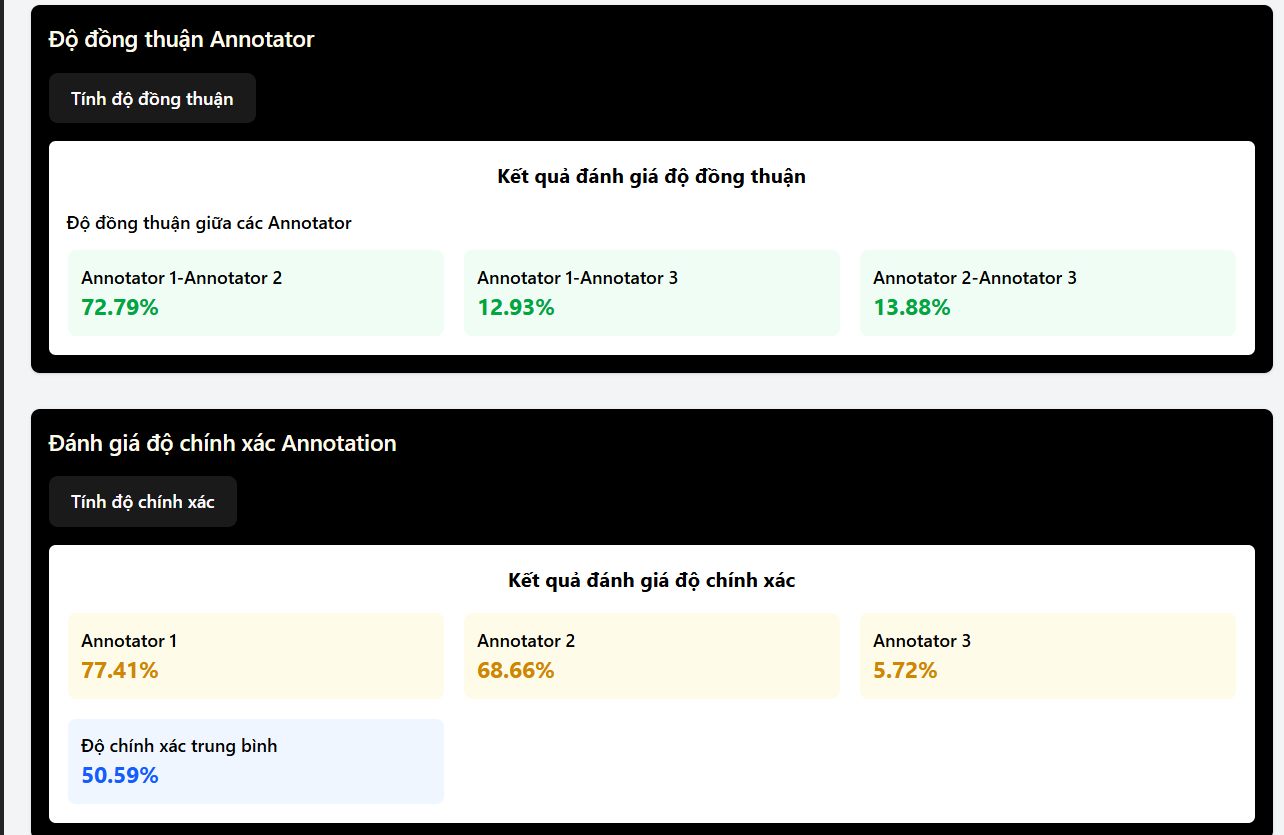 Độ đồng thuận Annotator
Tính độ đồng thuận
Kết quả đánh giá độ đồng thuận
Độ đồng thuận giữa các Annotator
Annotator 1-Annotator 2
72.79%
Annotator 1-Annotator 3
12.93%
Annotator 2-Annotator 3
13.88%
Đánh giá độ chính xác Annotation
Tính độ chính xác
Kết quả đánh giá độ chính xác
Annotator 1
77.41%
Annotator 2
68.66%
Annotator 3
5.72%
Độ chính xác trung bình
50.59%